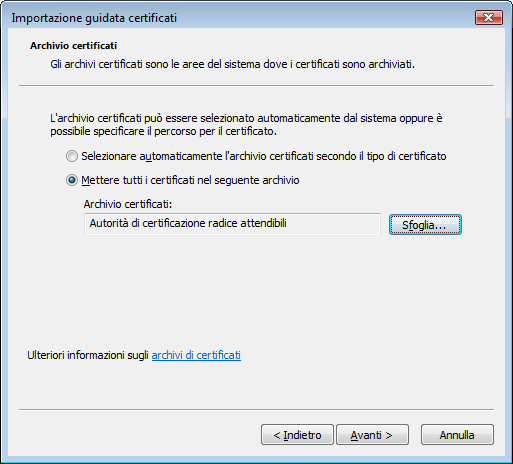 Importazione guidata certificati
Archivio certificati
Gli archivi certificati sono le aree del sistema dove i certificati sono archiviati.
L'archivio certificati può essere selezionato automaticamente dal sistema oppure è
possibile specificare il percorso per il certificato.
Selezionare automaticamente l'archivio certificati secondo il tipo di certificato
Mettere tutti i certificati nel seguente archivio
Archivio certificati:
Autorità di certificazione radice attendibili
Sfoglia...
Ulteriori informazioni sugli archivi di certificati
< Indietro
Avanti >
Annulla